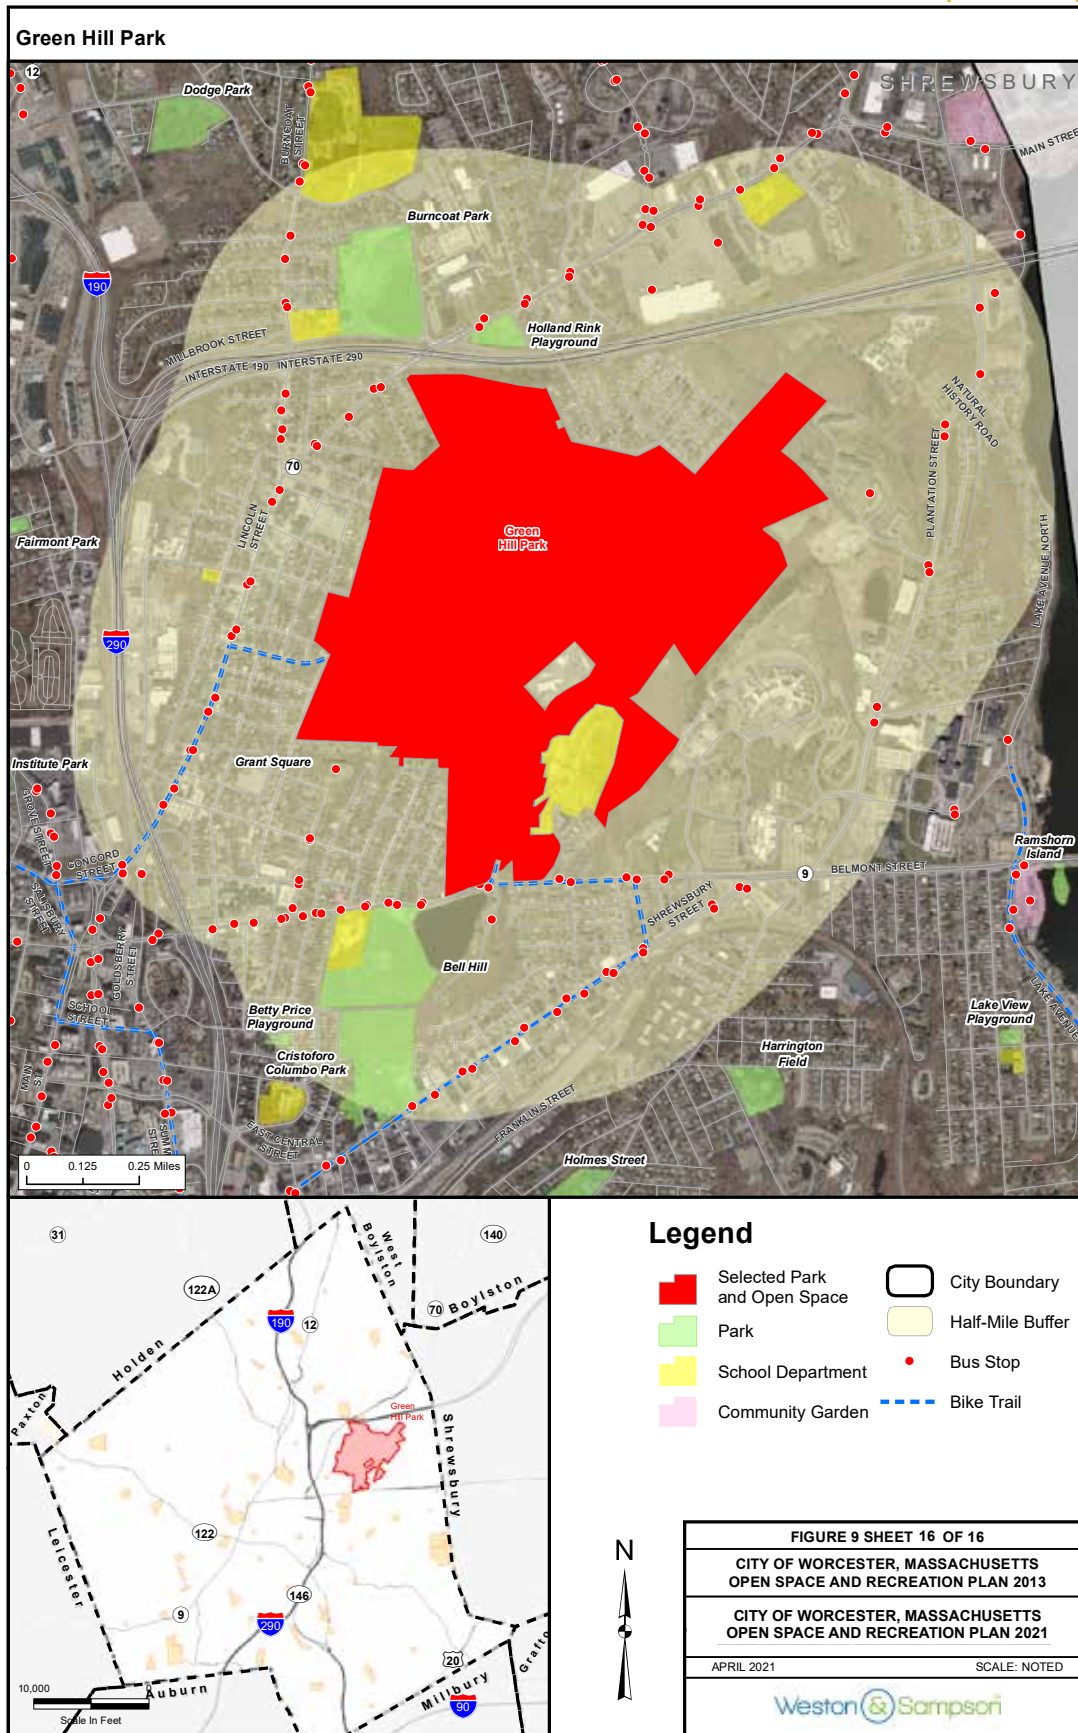 Green Hill Park
12
Dodge Park
SHREWSBURY
BURNCOAT
STREET
MAIN STREE
Burncoat Park
190
Holland Rink
Playground
MILLBROOK STREET
INTERSTATE 190 INTERSTATE 290
NATURAL
HISTORY ROAD
70
PLANTATION STREET
LINCOLN
STREET
Green
Hill Park
Fairmont Park
LAKE AVENUE NORTH
290
Institute Park
Grant Square
GROVE STREET
CONCORD
STREET
Ramshorn
Island
9
BELMONT STREET
SALISBURY
STREET
SHREWSBURY
STREET
GOLDSBERRY
STREET
Bell Hill
LAKE AVENUE
SCHOOL
STREET
Betty Price
Playground
Lake View
Playground
Harrington
Field
Cristoforo
Columbo Park
MAIN
ST
FRANKLIN STREET
EAST CENTRAL
STREET
SUMM
STRE
Holmes Street
0 0.125 0.25 Miles
31
140
West
Boylston
122A
70
Boylston
190
12
Holden
Paxton
Green
Hill Park
Shrewsbury
122
Leicester
146
9
290
20
Grafto
Millbury
90
Auburn
10,000
0
Scale In Feet
Legend
Selected Park
and Open Space
Park
School Department
Community Garden
City Boundary
Half-Mile Buffer
Bus Stop
Bike Trail
N
FIGURE 9 SHEET 16 OF 16
CITY OF WORCESTER, MASSACHUSETTS
OPEN SPACE AND RECREATION PLAN 2013
CITY OF WORCESTER, MASSACHUSETTS
OPEN SPACE AND RECREATION PLAN 2021
APRIL 2021 SCALE: NOTED
Weston & Sampson